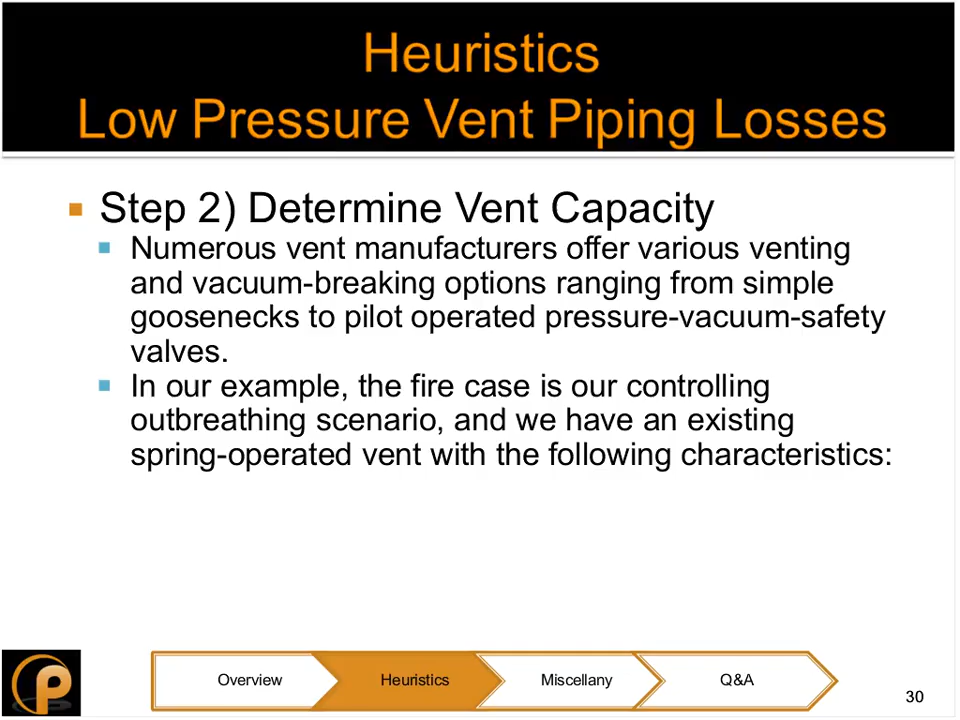 Heuristics
Low Pressure Vent Piping Losses
Step 2) Determine Vent Capacity
Numerous vent manufacturers offer various venting
and vacuum-breaking options ranging from simple
goosenecks to pilot operated pressure-vacuum-safety
valves.
In our example, the fire case is our controlling
outbreathing scenario, and we have an existing
spring-operated vent with the following characteristics:
Overview
Heuristics
Miscellany
Q&A
30